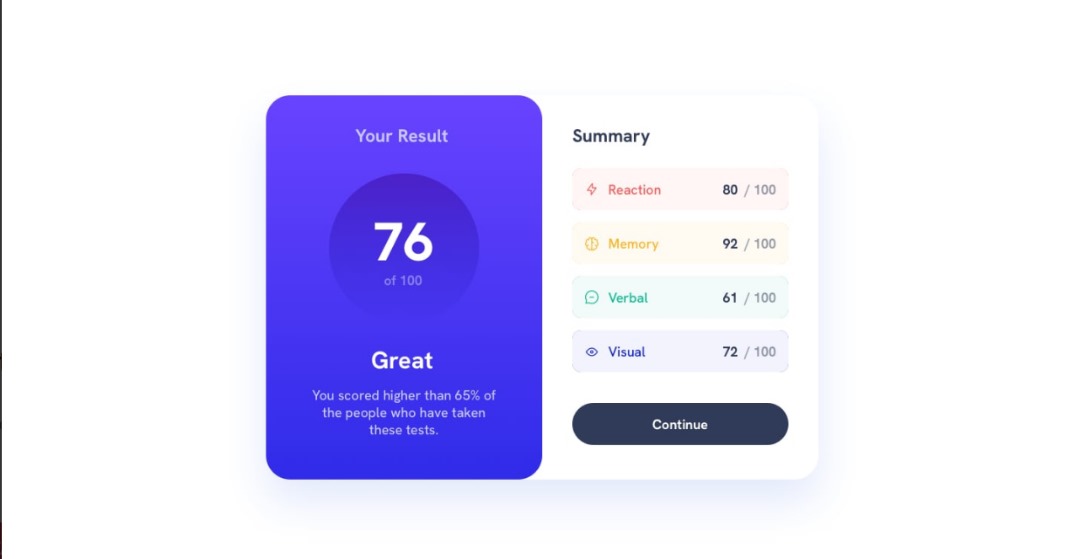 Your Result
76
of 100
Great
You scored higher than 65% of
the people who have taken
these tests.
Summary
Reaction 80 / 100
Memory 92 / 100
Verbal 61 / 100
Visual 72 / 100
Continue